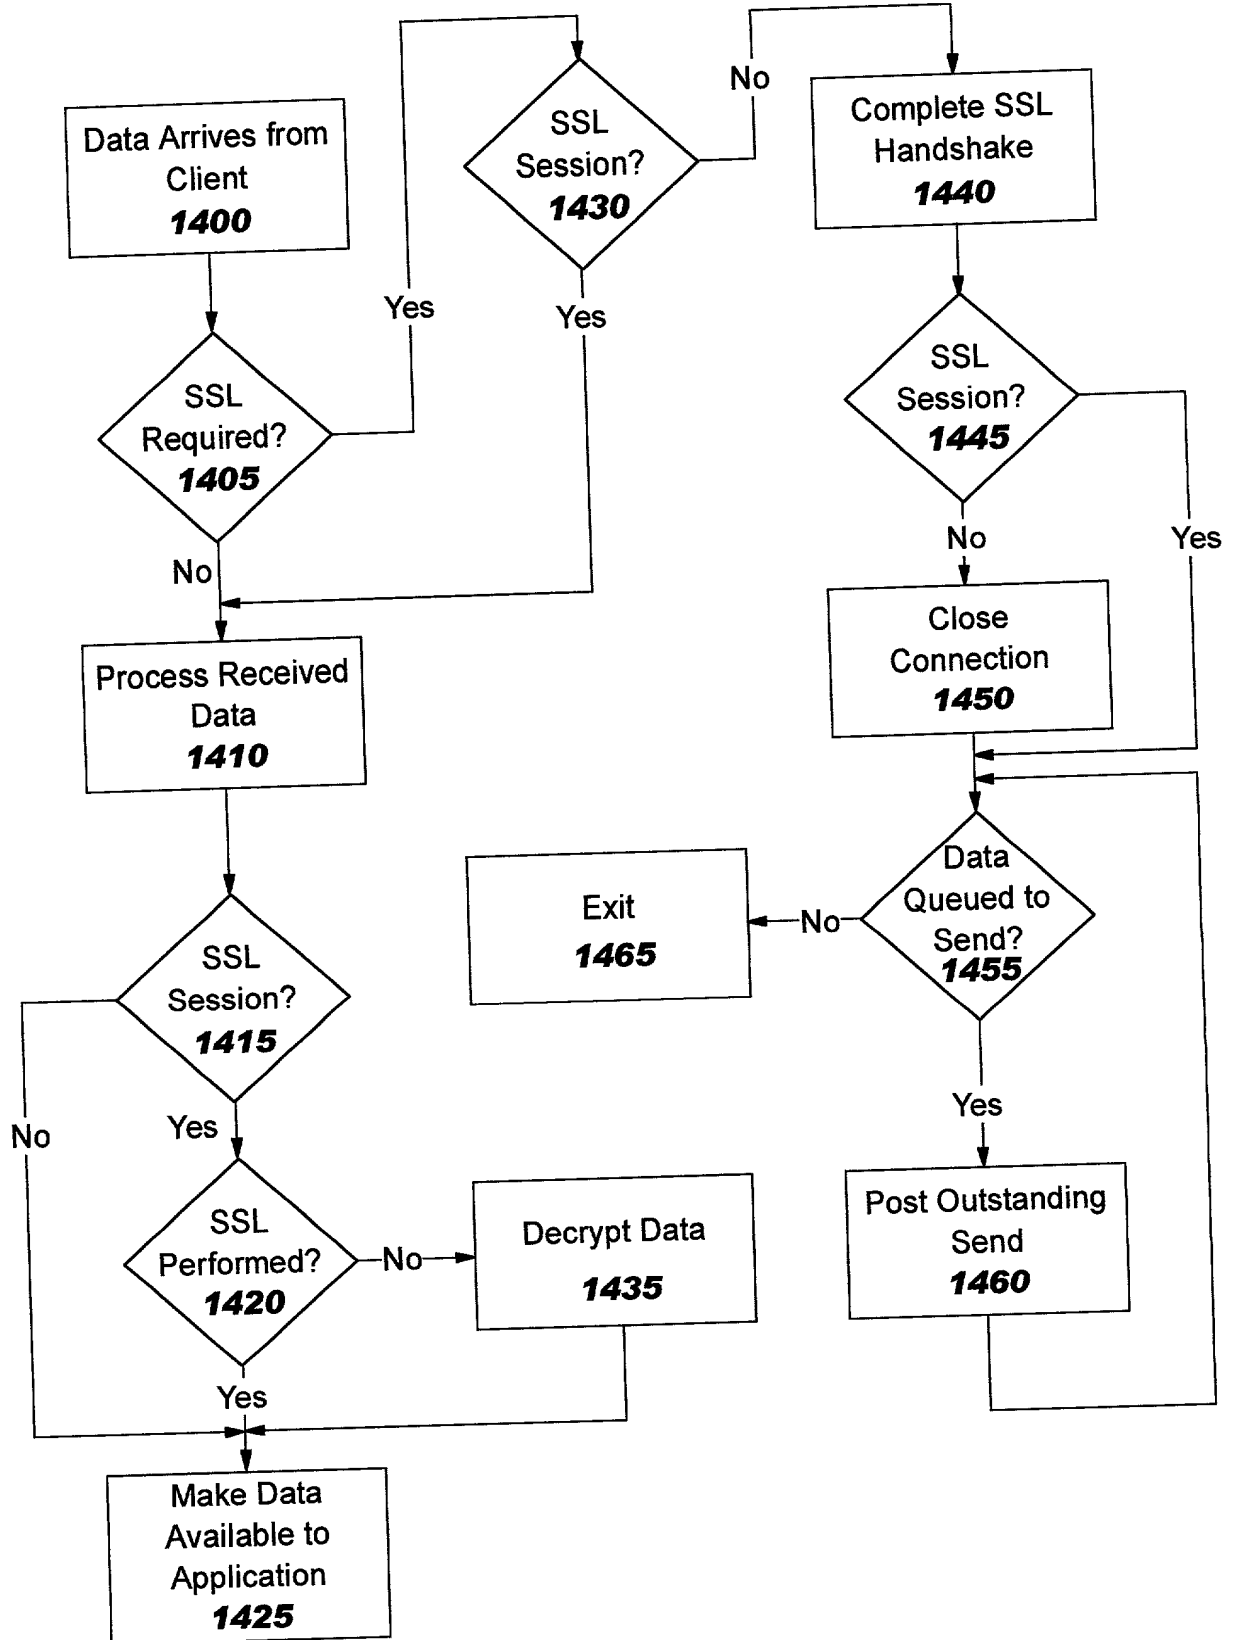 Data Arrives from
Client
1400
Yes
SSL
Required?
1405
No
SSL
Session?
1430
Yes
No
Complete SSL
Handshake
1440
SSL
Session?
1445
No
Yes
Close
Connection
1450
Process Received
Data
1410
SSL
Session?
1415
No
Yes
SSL
Performed?
1420
No
Decrypt Data
1435
Yes
Make Data
Available to
Application
1425
Data
Queued to
Send?
1455
No
Exit
1465
Yes
Post Outstanding
Send
1460